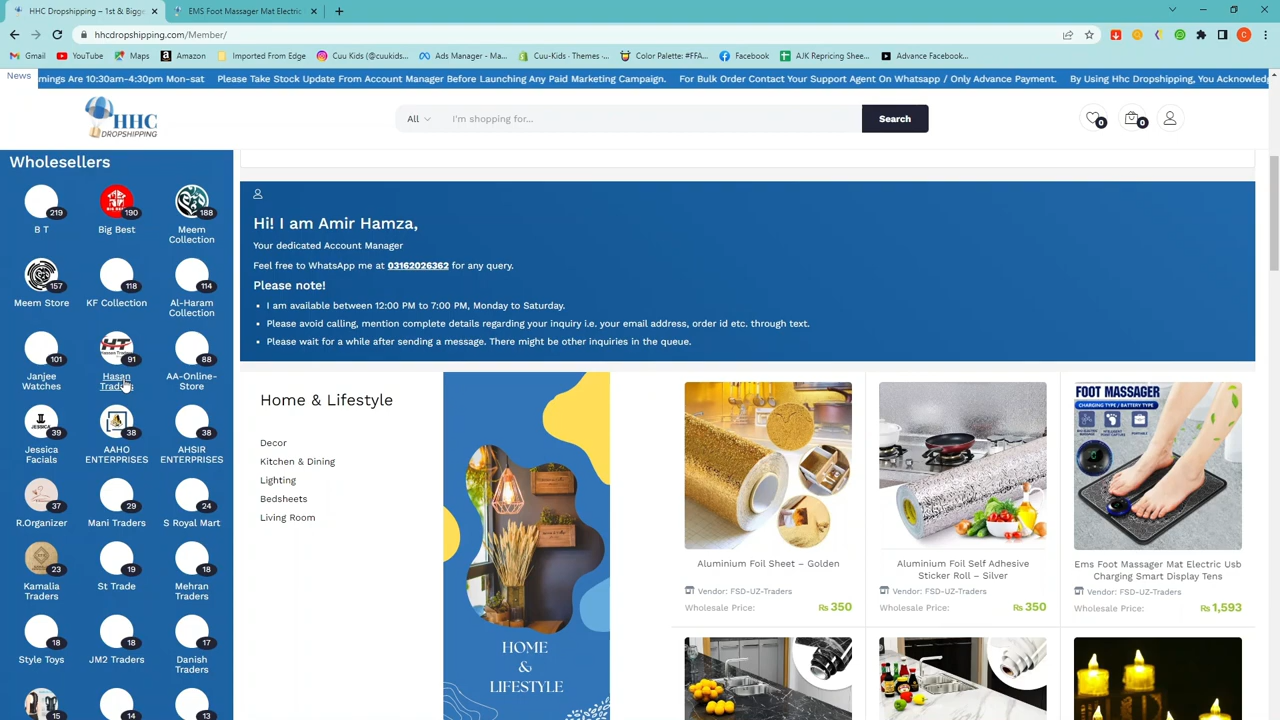 HHC Dropshipping – 1st & Bigg
EMS Foot Massager Mat Electric
hhcdropshipping.com/Member/
Gmail
YouTube
Maps
Amazon
Imported From Edge
Cuu Kidi (@cuukids...
Ads Manager - Ma...
Cuu-Kids · Themes ·...
Color Palette: #FFA...
Facebook
AJK Repricing Shee...
Advance Facebook...
News
mings Are 10:30am-4:30pm Mon-sat Please Take Stock Update From Account Manager Before Launching Any Paid Marketing Campaign. For Bulk Order Contact Your Support Agent On Whatsapp / Only Advance Payment. By Using Hhc Dropshipping, You Acknowledg
HHC
DROPSHIPPING
All
I'm shopping for...
Search
0
0
Wholesellers
219
190
188
B T
Big Best
Meem
Collection
157
118
114
Meem Store
KF Collection
Al-Haram
Collection
HT
101
91
88
Janjee
Watches
Hasan
Traders
AA-Online-
Store
JESSICA
39
38
38
Jessica
Facials
AAHO
ENTERPRISES
AHSIR
ENTERPRISES
37
29
24
R.Organizer
Mani Traders
S Royal Mart
23
19
18
Kamalia
Traders
St Trade
Mehran
Traders
18
18
17
Style Toys
JM2 Traders
Danish
Traders
15
14
13
Hi! I am Amir Hamza,
Your dedicated Account Manager
Feel free to WhatsApp me at 03162026362 for any query.
Please note!
• I am available between 12:00 PM to 7:00 PM, Monday to Saturday.
• Please avoid calling, mention complete details regarding your inquiry i.e. your email address, order id etc. through text.
• Please wait for a while after sending a message. There might be other inquiries in the queue.
Home & Lifestyle
Decor
Kitchen & Dining
Lighting
Bedsheets
Living Room
HOME
&
LIFESTYLE
Aluminium Foil Sheet – Golden
Vendor: FSD-UZ-Traders
Wholesale Price: ₨ 350
Aluminium Foil Self Adhesive
Sticker Roll – Silver
Vendor: FSD-UZ-Traders
Wholesale Price: ₨ 350
FOOT MASSAGER
CHARGING TYPE / BATTERY TYPE
Ems Foot Massager Mat Electric Usb
Charging Smart Display Tens
Vendor: FSD-UZ-Traders
Wholesale Price: ₨ 1,593